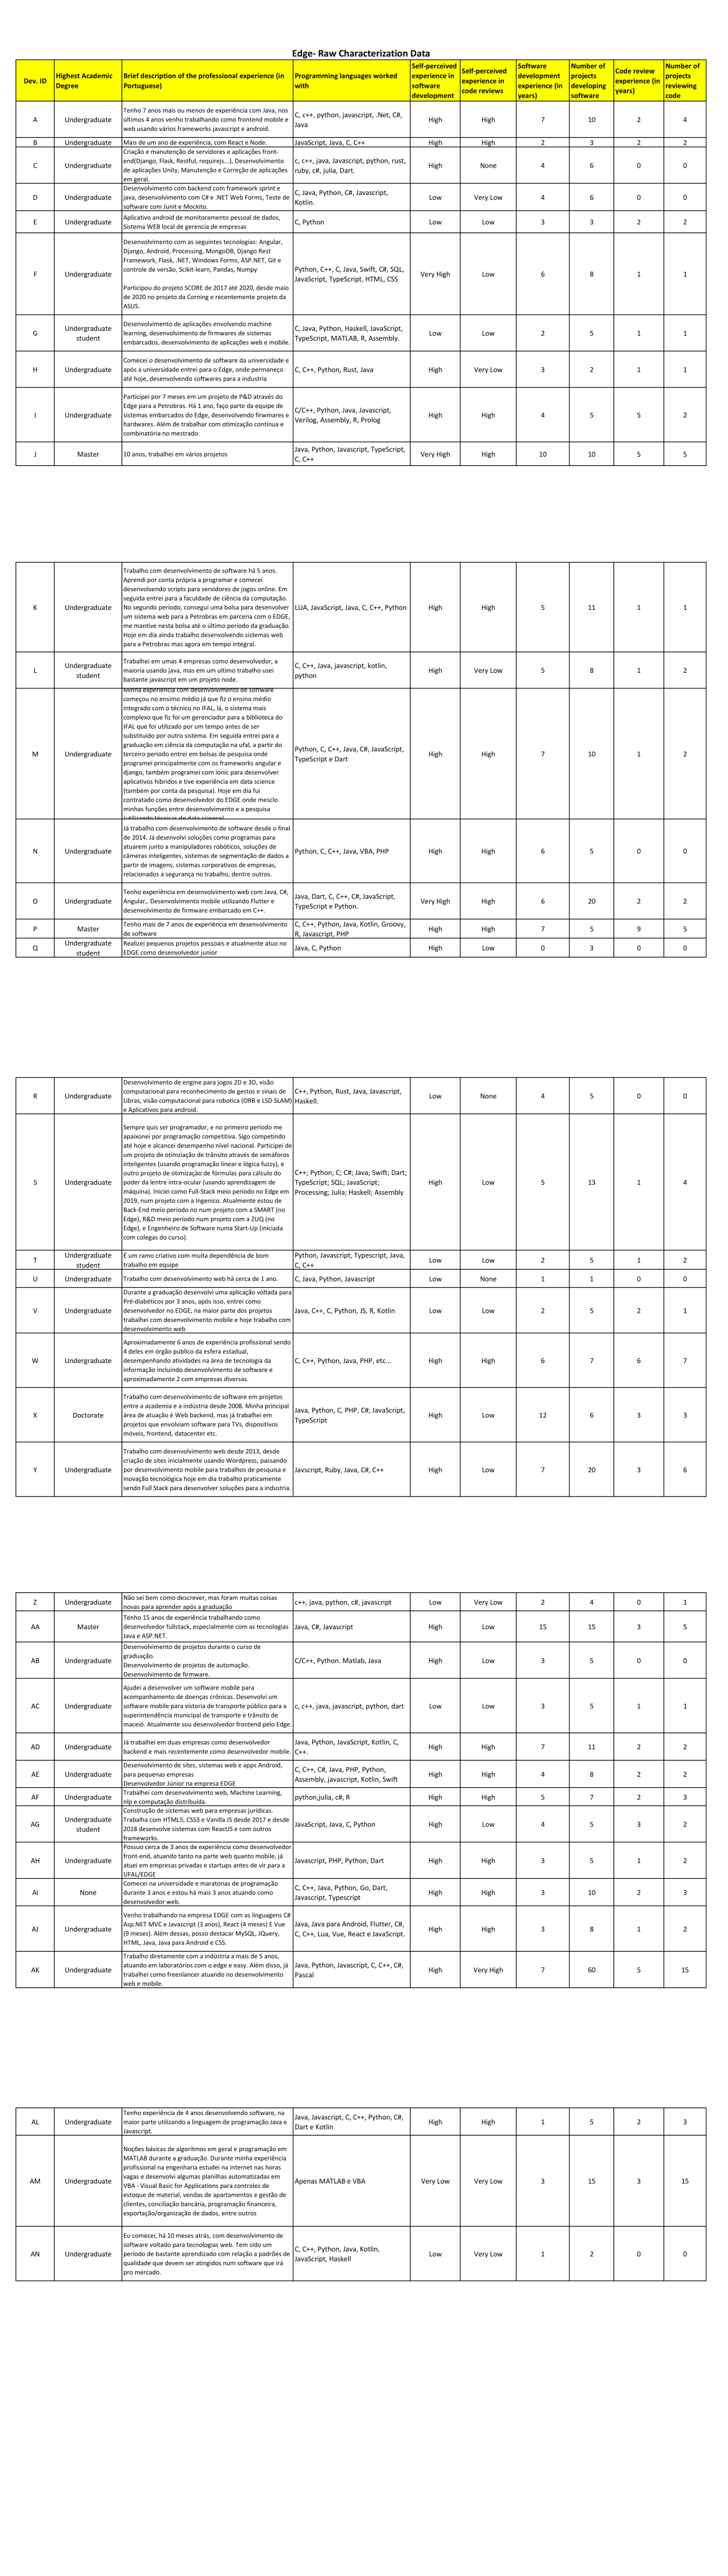 Edge- Raw Characterization Data
Dev. ID | Highest Academic Degree | Brief description of the professional experience (in Portuguese) | Programming languages worked with | Self-perceived experience in software development | Self-perceived experience in code reviews | Software development experience (in years) | Number of projects developing software | Code review experience (in years) | Number of projects reviewing code
A | Undergraduate | Tenho 7 anos mais ou menos de experiência com Java, nos últimos 4 anos venho trabalhando como frontend mobile e web usando vários frameworks javascript e android. | C, c++, python, javascript, .Net, C#, Java | High | High | 7 | 10 | 2 | 4
B | Undergraduate | Mais de um ano de experiência, com React e Node. | JavaScript, Java, C, C++ | High | High | 2 | 3 | 2 | 2
C | Undergraduate | Criação e manutenção de servidores e aplicações front-end(Django, Flask, Restful, requirejs...), Desenvolvimento de aplicações Unity, Manutenção e Correção de aplicações em geral. | c, c++, java, Javascript, python, rust, ruby, c#, julia, Dart. | High | None | 4 | 6 | 0 | 0
D | Undergraduate | Desenvolvimento com backend com framework sprint e java, desenvolvimento com C# e .NET Web Forms, Teste de software com Junit e Mockito. | C, Java, Python, C#, Javascript, Kotlin. | Low | Very Low | 4 | 6 | 0 | 0
E | Undergraduate | Aplicativo android de monitoramento pessoal de dados, Sistema WEB local de gerencia de empresas | C, Python | Low | Low | 3 | 3 | 2 | 2
F | Undergraduate | Desenvolvimento com as seguintes tecnologias: Angular, Django, Android, Processing, MongoDB, Django Rest Framework, Flask, .NET, Windows Forms, ASP.NET, Git e controle de versão, Scikit-learn, Pandas, Numpy
Participou do projeto SCORE de 2017 até 2020, desde maio de 2020 no projeto da Corning e recentemente projeto da ASUS. | Python, C++, C, Java, Swift, C#, SQL, JavaScript, TypeScript, HTML, CSS | Very High | Low | 6 | 8 | 1 | 1
G | Undergraduate student | Desenvolvimento de aplicações envolvendo machine learning, desenvolvimento de firmwares de sistemas embarcados, desenvolvimento de aplicações web e mobile. | C, Java, Python, Haskell, JavaScript, TypeScript, MATLAB, R, Assembly. | Low | Low | 2 | 5 | 1 | 1
H | Undergraduate | Comecei o desenvolvimento de software da universidade e após a universidade entrei para o Edge, onde permaneço até hoje, desenvolvendo softwares para a industria | C, C++, Python, Rust, Java | High | Very Low | 3 | 2 | 1 | 1
I | Undergraduate | Participei por 7 meses em um projeto de P&D através do Edge para a Petrobras. Há 1 ano, faço parte da equipe de sistemas embarcados do Edge, desenvolvendo firwmares e hardwares. Além de trabalhar com otimização contínua e combinatória no mestrado. | C/C++, Python, Java, Javascript, Verilog, Assembly, R, Prolog | High | High | 4 | 5 | 5 | 2
J | Master | 10 anos, trabalhei em vários projetos | Java, Python, Javascript, TypeScript, C, C++ | Very High | High | 10 | 10 | 5 | 5
K | Undergraduate | Trabalho com desenvolvimento de software há 5 anos. Aprendi por conta própria a programar e comecei desenvolvendo scripts para servidores de jogos online. Em seguida entrei para a faculdade de ciência da computação. No segundo período, consegui uma bolsa para desenvolver um sistema web para a Petrobras em parceria com o EDGE, me mantive nesta bolsa até o último período da graduação. Hoje em dia ainda trabalho desenvolvendo sistemas web para a Petrobras mas agora em tempo integral. | LUA, JavaScript, Java, C, C++, Python | High | High | 5 | 11 | 1 | 1
L | Undergraduate student | Trabalhei em umas 4 empresas como desenvolvedor, a maioria usando java, mas em um ultimo trabalho usei bastante javascript em um projeto node. | C, C++, Java, javascript, kotlin, python | High | Very Low | 5 | 8 | 1 | 2
M | Undergraduate | Minha experiência com desenvolvimento de software começou no ensino médio já que fiz o ensino médio integrado com o técnico no IFAL, lá, o sistema mais complexo que fiz foi um gerenciador para a biblioteca do IFAL que foi utilizado por um tempo antes de ser substituido por outro sistema. Em seguida entrei para a graduação em ciência da computação na ufal, a partir do terceiro periodo entrei em bolsas de pesquisa onde programei principalmente com os frameworks angular e django, também programei com ionic para desenvolver aplicativos hibridos e tive experiência em data science (também por conta da pesquisa). Hoje em dia fui contratado como desenvolvedor do EDGE onde mesclo minhas funções entre desenvolvimento e a pesquisa (utilizando técnicas de data science) | Python, C, C++, Java, C#, JavaScript, TypeScript e Dart | High | High | 7 | 10 | 1 | 2
N | Undergraduate | Já trabalho com desenvolvimento de software desde o final de 2014. Já desenvolvi soluções como programas para atuarem junto a manipuladores robóticos, soluções de câmeras inteligentes, sistemas de segmentação de dados a partir de imagens, sistemas corporativos de empresas, relacionados a segurança no trabalho, dentre outros. | Python, C, C++, Java, VBA, PHP | High | High | 6 | 5 | 0 | 0
O | Undergraduate | Tenho experiência em desenvolvimento web com Java, C#, Angular,. Desenvolvimento mobile utilizando Flutter e desenvolvimento de firmware embarcado em C++. | Java, Dart, C, C++, C#, JavaScript, TypeScript e Python. | Very High | High | 6 | 20 | 2 | 2
P | Master | Tenho mais de 7 anos de experiência em desenvolvimento de software | C, C++, Python, Java, Kotlin, Groovy, R, Javascript, PHP | High | High | 7 | 5 | 9 | 5
Q | Undergraduate student | Realizei pequenos projetos pessoais e atualmente atuo no EDGE como desenvolvedor junior | Java, C, Python | High | Low | 0 | 3 | 0 | 0
R | Undergraduate | Desenvolvimento de engine para jogos 2D e 3D, visão computacional para reconhecimento de gestos e sinais de Libras, visão computacional para robotica (ORB e LSD SLAM) e Aplicativos para android. | C++, Python, Rust, Java, Javascript, Haskell. | Low | None | 4 | 5 | 0 | 0
S | Undergraduate | Sempre quis ser programador, e no primeiro período me apaixonei por programação competitiva. Sigo competindo até hoje e alcancei desempenho nível nacional. Participei de um projeto de otimziação de trânsito através de semáforos inteligentes (usando programação linear e lógica fuzzy), e outro projeto de otimização de fórmulas para cálculo do poder da lentre intra-ocular (usando aprendizagem de máquina). Iniciei como Full-Stack meio período no Edge em 2019, num projeto com a Ingenico. Atualmente estou de Back-End meio período no num projeto com a SMART (no Edge), R&D meio período num projeto com a ZUQ (no Edge), e Engenheiro de Software numa Start-Up (iniciada com colegas do curso). | C++; Python; C; C#; Java; Swift; Dart; TypeScript; SQL; JavaScript; Processing; Julia; Haskell; Assembly | High | Low | 5 | 13 | 1 | 4
T | Undergraduate student | É um ramo criativo com muita dependência de bom trabalho em equipe | Python, Javascript, Typescript, Java, C, C++ | Low | Low | 2 | 5 | 1 | 2
U | Undergraduate | Trabalho com desenvolvimento web há cerca de 1 ano. | C, Java, Python, Javascript | Low | None | 1 | 1 | 0 | 0
V | Undergraduate | Durante a graduação desenvolvi uma aplicação voltada para Pré-diabéticos por 3 anos, após isso, entrei como desenvolvedor no EDGE, na maior parte dos projetos trabalhei com desenvolvimento mobile e hoje trabalho com desenvolvimento web | Java, C++, C, Python, JS, R, Kotlin | Low | Low | 2 | 5 | 2 | 1
W | Undergraduate | Aproximadamente 6 anos de experiência profissional sendo 4 deles em órgão publico da esfera estadual, desempenhando atividades na área de tecnologia da informação incluindo desenvolvimento de software e aproximadamente 2 com empresas diversas. | C, C++, Python, Java, PHP, etc... | High | High | 6 | 7 | 6 | 7
X | Doctorate | Trabalho com desenvolvimento de software em projetos entre a academia e a indústria desde 2008. Minha principal área de atuação é Web backend, mas já trabalhei em projetos que envolviam software para TVs, dispositivos móveis, frontend, datacenter etc. | Java, Python, C, PHP, C#, JavaScript, TypeScript | High | Low | 12 | 6 | 3 | 3
Y | Undergraduate | Trabalho com desenvolvimento web desde 2013, desde criação de sites inicialmente usando Wordpress, passando por desenvolvimento mobile para trabalhos de pesquisa e inovação tecnológica hoje em dia trabalho praticamente sendo Full Stack para desenvolver soluções para a industria. | Javscript, Ruby, Java, C#, C++ | High | Low | 7 | 20 | 3 | 6
Z | Undergraduate | Não sei bem como descrever, mas foram muitas coisas novas para aprender após a graduação | c++, java, python, c#, javascript | Low | Very Low | 2 | 4 | 0 | 1
AA | Master | Tenho 15 anos de experiência trabalhando como desenvolvedor fullstack, especialmente com as tecnologias Java e ASP.NET. | Java, C#, Javascript | High | Low | 15 | 15 | 3 | 5
AB | Undergraduate | Desenvolvimento de projetos durante o curso de graduação.
Desenvolvimento de projetos de automação.
Desenvolvimento de firmware. | C/C++, Python. Matlab, Java | High | Low | 3 | 5 | 0 | 0
AC | Undergraduate | Ajudei a desenvolver um software mobile para acompanhamento de doenças crônicas. Desenvolvi um software mobile para vistoria de transporte público para a superintendência municipal de transporte e trânsito de maceió. Atualmente sou desenvolvedor frontend pelo Edge. | c, c++, java, javascript, python, dart | Low | Low | 3 | 5 | 1 | 1
AD | Undergraduate | Já trabalhei em duas empresas como desenvolvedor backend e mais recentemente como desenvolvedor mobile. | Java, Python, JavaScript, Kotlin, C, C++. | High | High | 7 | 11 | 2 | 2
AE | Undergraduate | Desenvolvimento de sites, sistemas web e apps Android, para pequenas empresas
Desenvolvedor Júnior na empresa EDGE | C, C++, C#, Java, PHP, Python, Assembly, javascript, Kotlin, Swift | High | High | 4 | 8 | 2 | 2
AF | Undergraduate | Trabalhei com desenvolvimento web, Machine Learning, nlp e computação distribuída. | python,julia, c#, R | High | High | 5 | 7 | 2 | 3
AG | Undergraduate student | Construção de sistemas web para empresas jurídicas. Trabalha com HTML5, CSS3 e Vanilla JS desde 2017 e desde 2018 desenvolve sistemas com ReactJS e com outros frameworks. | JavaScript, Java, C, Python | High | Low | 4 | 5 | 3 | 2
AH | Undergraduate | Possuo cerca de 3 anos de experiência como desenvolvedor front-end, atuando tanto na parte web quanto mobile, já atuei em empresas privadas e startups antes de vir para a UFAL/EDGE | Javascript, PHP, Python, Dart | High | High | 3 | 5 | 1 | 2
AI | None | Comecei na universidade e maratonas de programação durante 3 anos e estou há mais 3 anos atuando como desenvolvedor web. | C, C++, Java, Python, Go, Dart, Javascript, Typescript | High | High | 3 | 10 | 2 | 3
AJ | Undergraduate | Venho trabalhando na empresa EDGE com as linguagens C# Asp.NET MVC e Javascript (3 anos), React (4 meses) E Vue (9 meses). Além dessas, posso destacar MySQL, JQuery, HTML, Java, Java para Android e CSS. | Java, Java para Android, Flutter, C#, C, C++, Lua, Vue, React e JavaScript. | High | High | 3 | 8 | 1 | 2
AK | Undergraduate | Trabalho diretamente com a indústria a mais de 5 anos, atuando em laboratórios com o edge e easy. Além disso, já trabalhei como freelancer atuando no desenvolvimento web e mobile. | Java, Python, Javascript, C, C++, C#, Pascal | High | Very High | 7 | 60 | 5 | 15
AL | Undergraduate | Tenho experiência de 4 anos desenvolvendo software, na maior parte utilizando a linguagem de programação Java e Javascript. | Java, Javascript, C, C++, Python, C#, Dart e Kotlin | High | High | 1 | 5 | 2 | 3
AM | Undergraduate | Noções básicas de algoritmos em geral e programação em MATLAB durante a graduação. Durante minha experiência profissional na engenharia estudei na internet nas horas vagas e desenvolvi algumas planilhas automatizadas em VBA - Visual Basic for Applications para controles de estoque de material, vendas de apartamentos e gestão de clientes, conciliação bancária, programação financeira, exportação/organização de dados, entre outros | Apenas MATLAB e VBA | Very Low | Very Low | 3 | 15 | 3 | 15
AN | Undergraduate | Eu comecei, há 10 meses atrás, com desenvolvimento de software voltado para tecnologias web. Tem sido um período de bastante aprendizado com relação a padrões de qualidade que devem ser atingidos num software que irá pro mercado. | C, C++, Python, Java, Kotlin, JavaScript, Haskell | Low | Very Low | 1 | 2 | 0 | 0